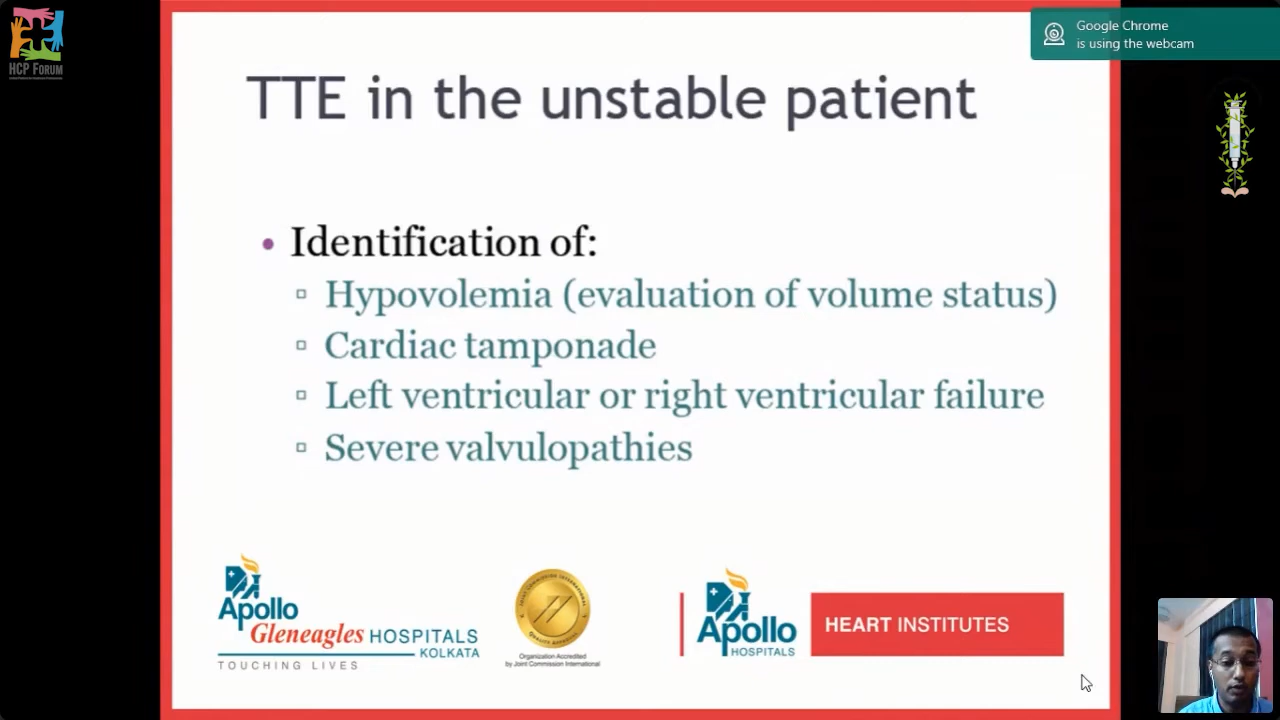 HCP FORUM
Google Chrome
is using the webcam
TTE in the unstable patient
Identification of:
Hypovolemia (evaluation of volume status)
Cardiac tamponade
Left ventricular or right ventricular failure
Severe valvulopathies
Apollo
Gleneagles HOSPITALS
KOLKATA
TOUCHING LIVES
Organization Accredited
by Joint Commission International
Apollo
HOSPITALS
HEART INSTITUTES